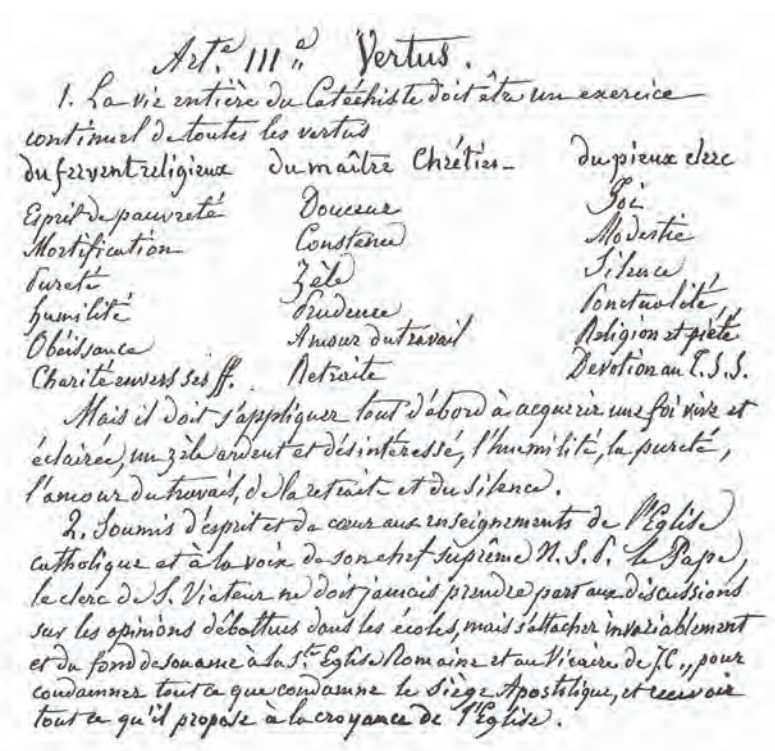 Art.e III.e Vertus.
1. La vie entière du Catéchiste doit être un exercice
continuel de toutes les vertus
du fervent religieux du maître Chrétien du pieux clerc
Esprit de pauvreté Douceur Foi
Mortification Constance Modestie
Pureté Zèle Silence
humilité Prudence Ponctualité,
Obéissance Amour du travail Religion et piété
Charité envers ses ff. Retraite Devotion au T.S.S.
Mais il doit s'appliquer tout d'abord à acquérir une foi vive et
éclairée, un zèle ardent et désintéressé, l'humilité, la pureté,
l'amour du travail, de la retraite et du silence.
2. Soumis d'esprit et de cœur aux enseignements de l'Eglise
catholique et à la voix de son chef suprême N.S.P. le Pape,
le clerc de S. Viateur ne doit jamais prendre part aux discussions
sur les opinions débattues dans les écoles, mais s'attacher invariablement
et du fond de son ame à la Ste. Eglise Romaine et au Vicaire de J.C., pour
condamner tout ce que condamne le Siège Apostolique, et recevoir
tout ce qu'il propose à la croyance de l'Eglise.